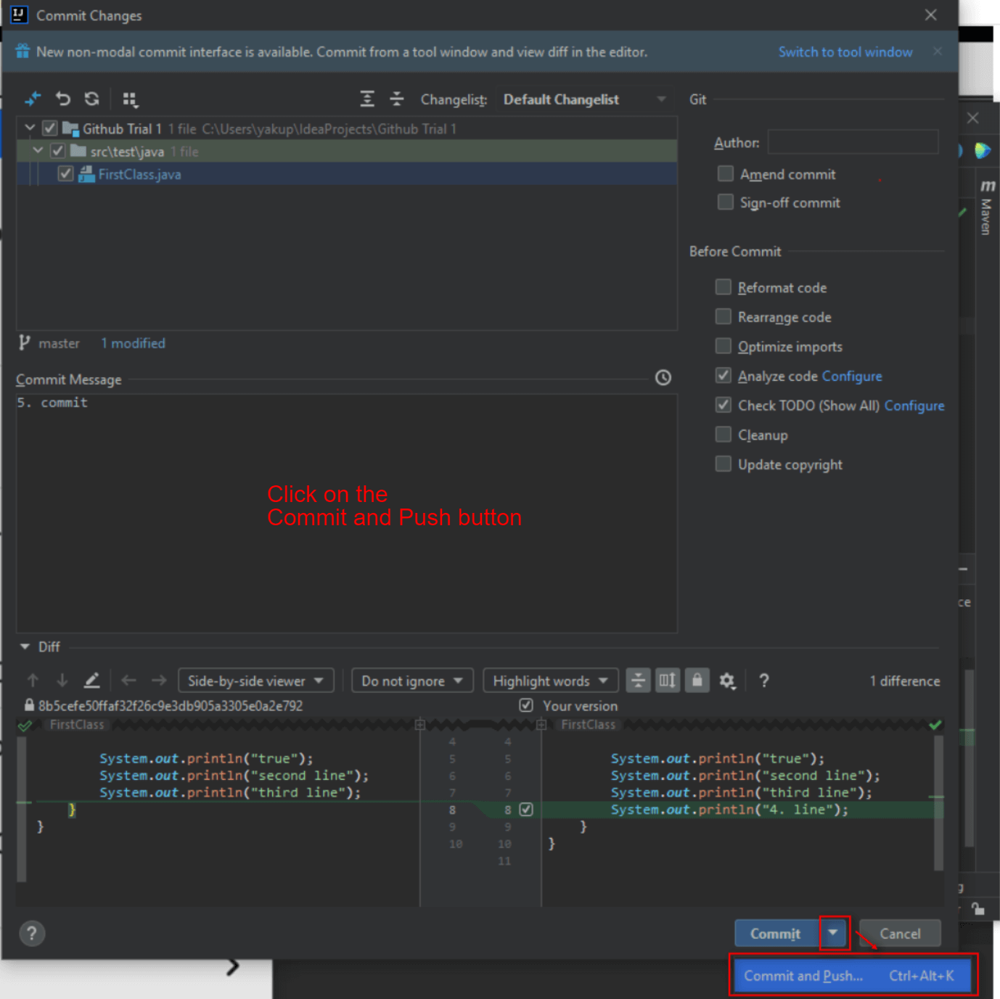 IJ
Commit Changes
New non-modal commit interface is available. Commit from a tool window and view diff in the editor.
Switch to tool window
Changelist:
Default Changelist
Github Trial 1 1 file C:\Users\yakup\IdeaProjects\Github Trial 1
src\test\java 1 file
FirstClass.java
master 1 modified
Git
Author:
Amend commit
Sign-off commit
Before Commit
Reformat code
Rearrange code
Optimize imports
Analyze code Configure
Check TODO (Show All) Configure
Cleanup
Update copyright
m
Maven
ce
g
Commit Message
5. commit
Click on the
Commit and Push button
Diff
Side-by-side viewer
Do not ignore
Highlight words
?
1 difference
8b5cefe50ffaf32f26c9e3db905a3305e0a2e792
Your version
FirstClass
FirstClass
4 4
System.out.println("true"); 5 5 System.out.println("true");
System.out.println("second line"); 6 6 System.out.println("second line");
System.out.println("third line"); 7 7 System.out.println("third line");
} 8 8 System.out.println("4. line");
} 9 9 }
10 10 }
11
?
Commit
Cancel
Commit and Push... Ctrl+Alt+K